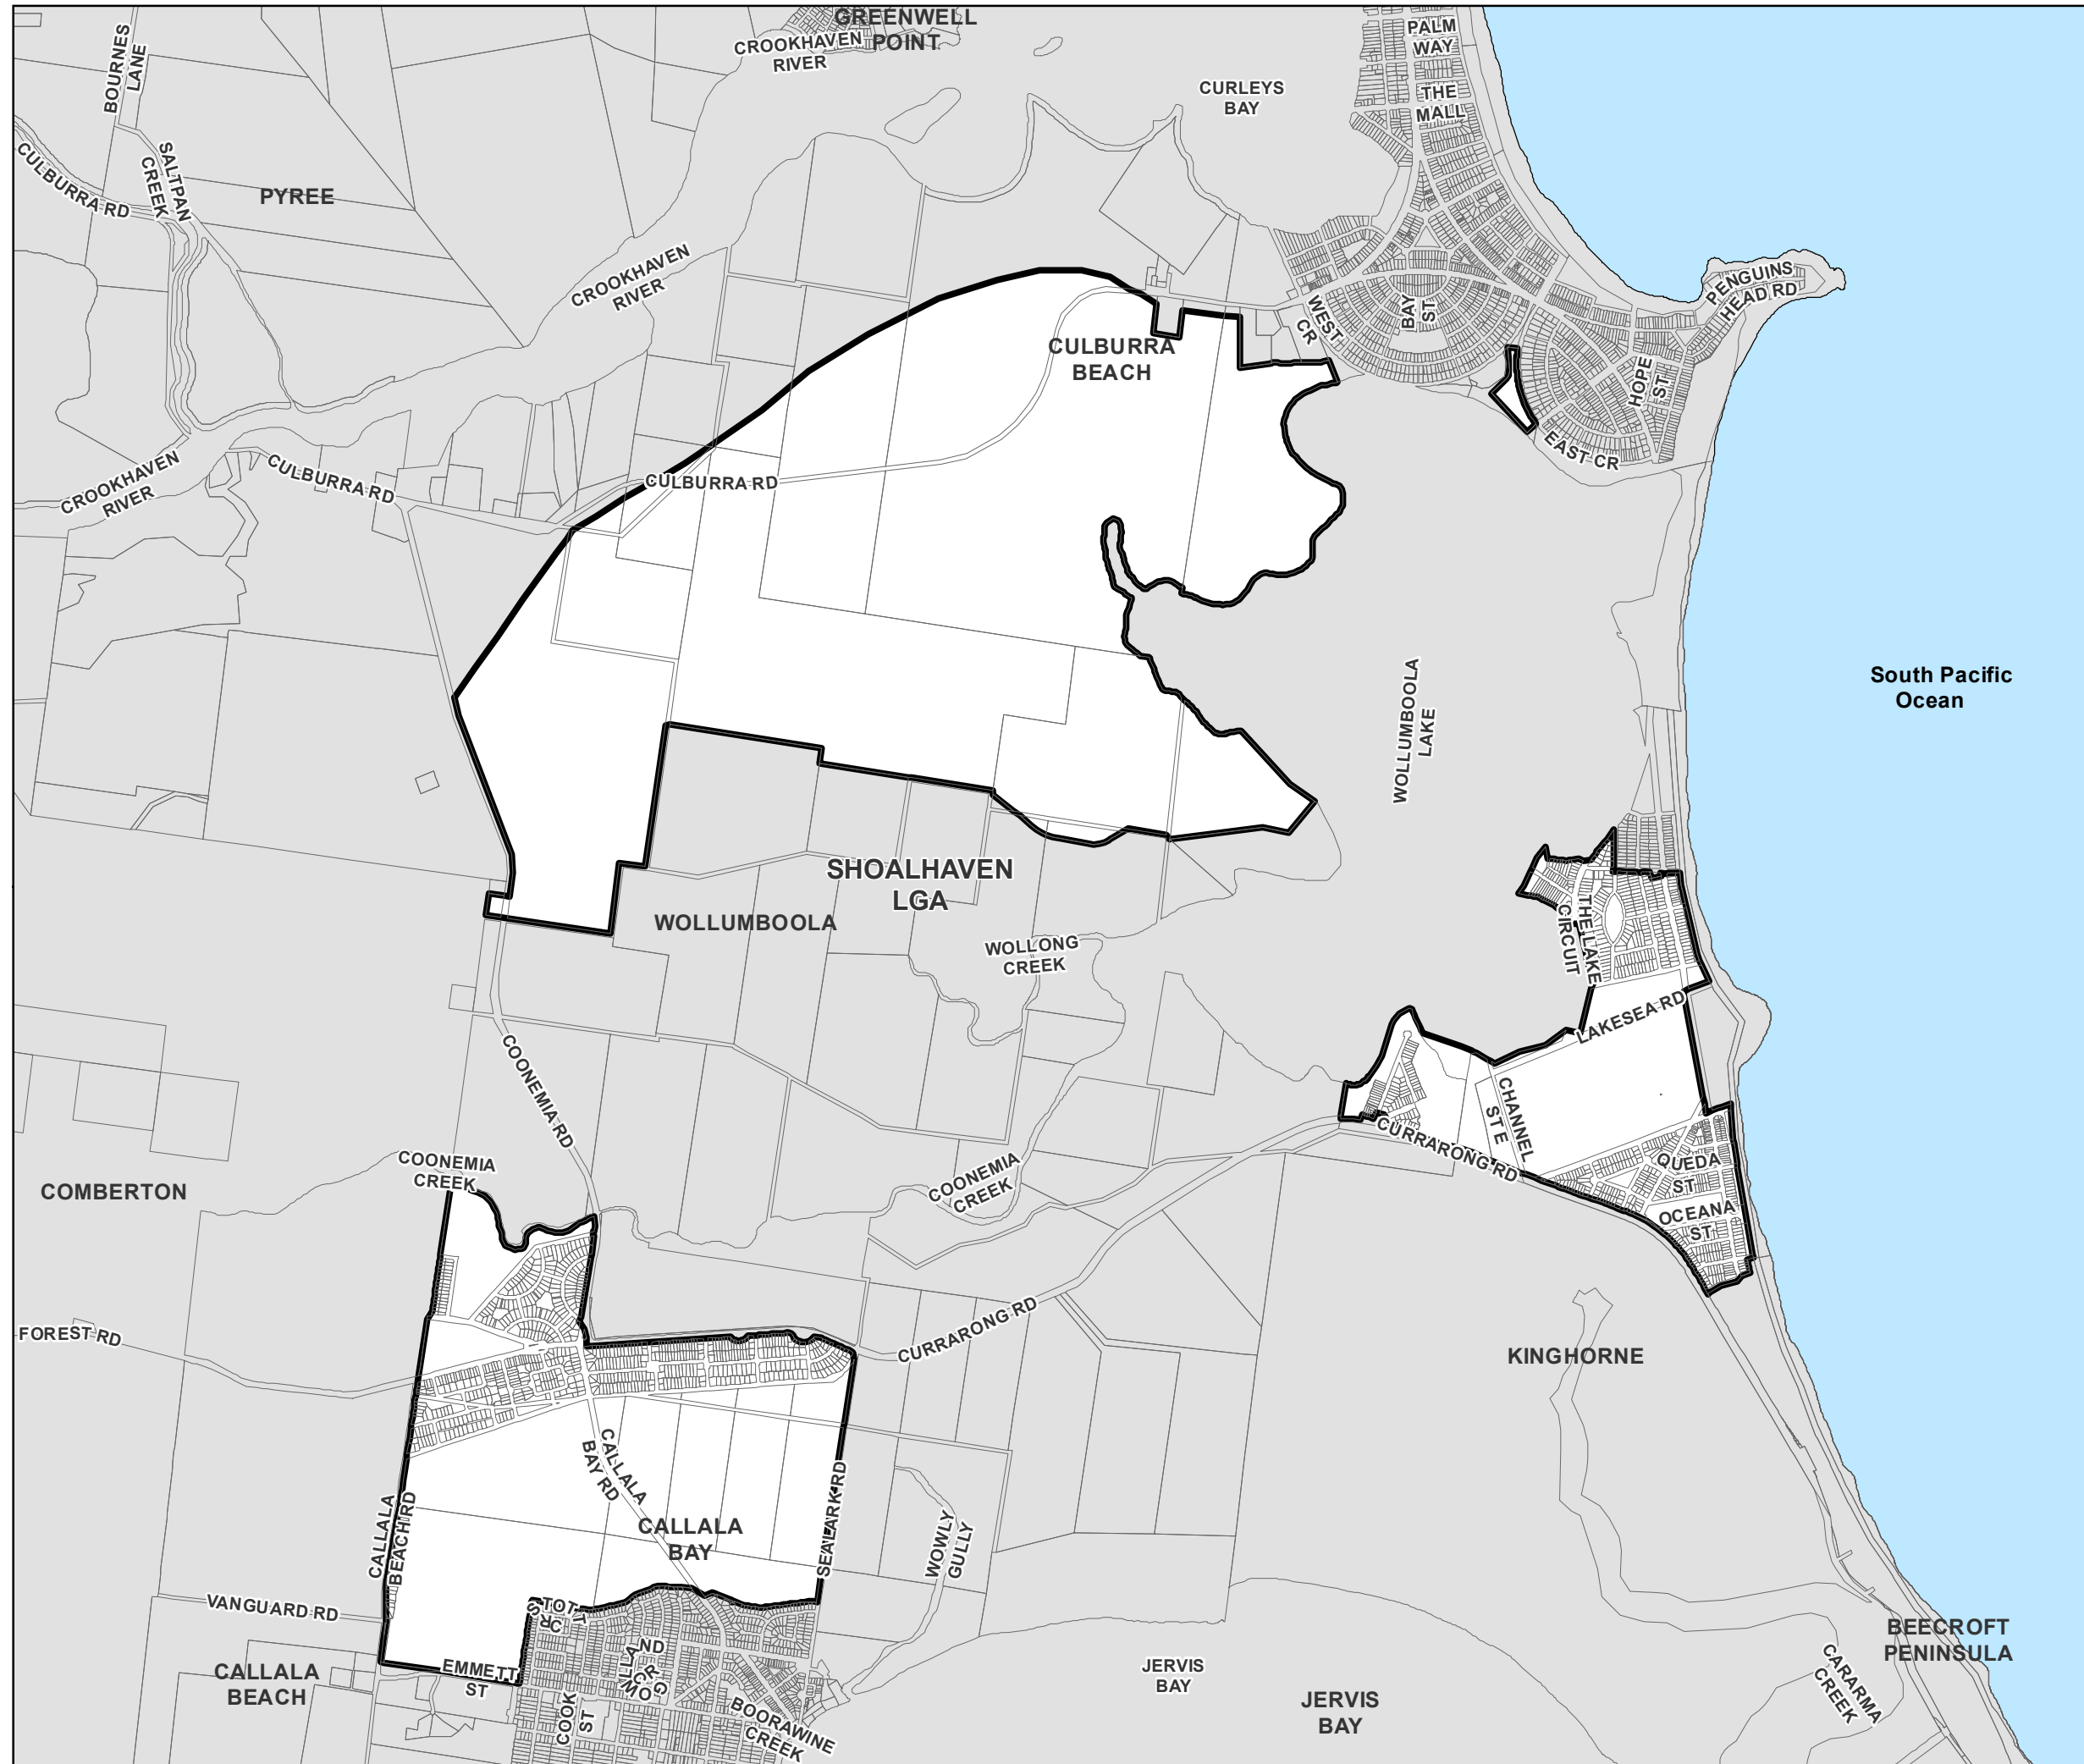 GREENWELL
POINT
CROOKHAVEN
RIVER
PALM
WAY
BOURNES
LANE
CURLEYS
BAY
THE
MALL
CULBURRA RD
SALTPAN
CREEK
PYREE
CROOKHAVEN
RIVER
PENGUINS
HEAD RD
WEST
CR
BAY
ST
CULBURRA
BEACH
HOPE
ST
EAST CR
CROOKHAVEN
RIVER
CULBURRA RD
CULBURRA RD
WOLLUMBOOLA
LAKE
South Pacific
Ocean
SHOALHAVEN
LGA
WOLLUMBOOLA
WOLLONG
CREEK
THE LAKE
CIRCUIT
LAKESEA RD
COONEMIA RD
CHANNEL
ST E
CURRARONG RD
COONEMIA
CREEK
COONEMIA
CREEK
COMBERTON
QUEDA
ST
OCEANA
ST
FOREST RD
CURRARONG RD
KINGHORNE
CALLALA
BAY RD
CALLALA
BEACH RD
CALLALA
BAY
SEALARK RD
WOWLY
GULLY
VANGUARD RD
TOTT
CRS
EMMETT
ST
CALLALA
BEACH
COOK
ST
BOORAWINE
CREEK
JERVIS
BAY
JERVIS
BAY
BEECROFT
PENINSULA
CARARMA
CREEK